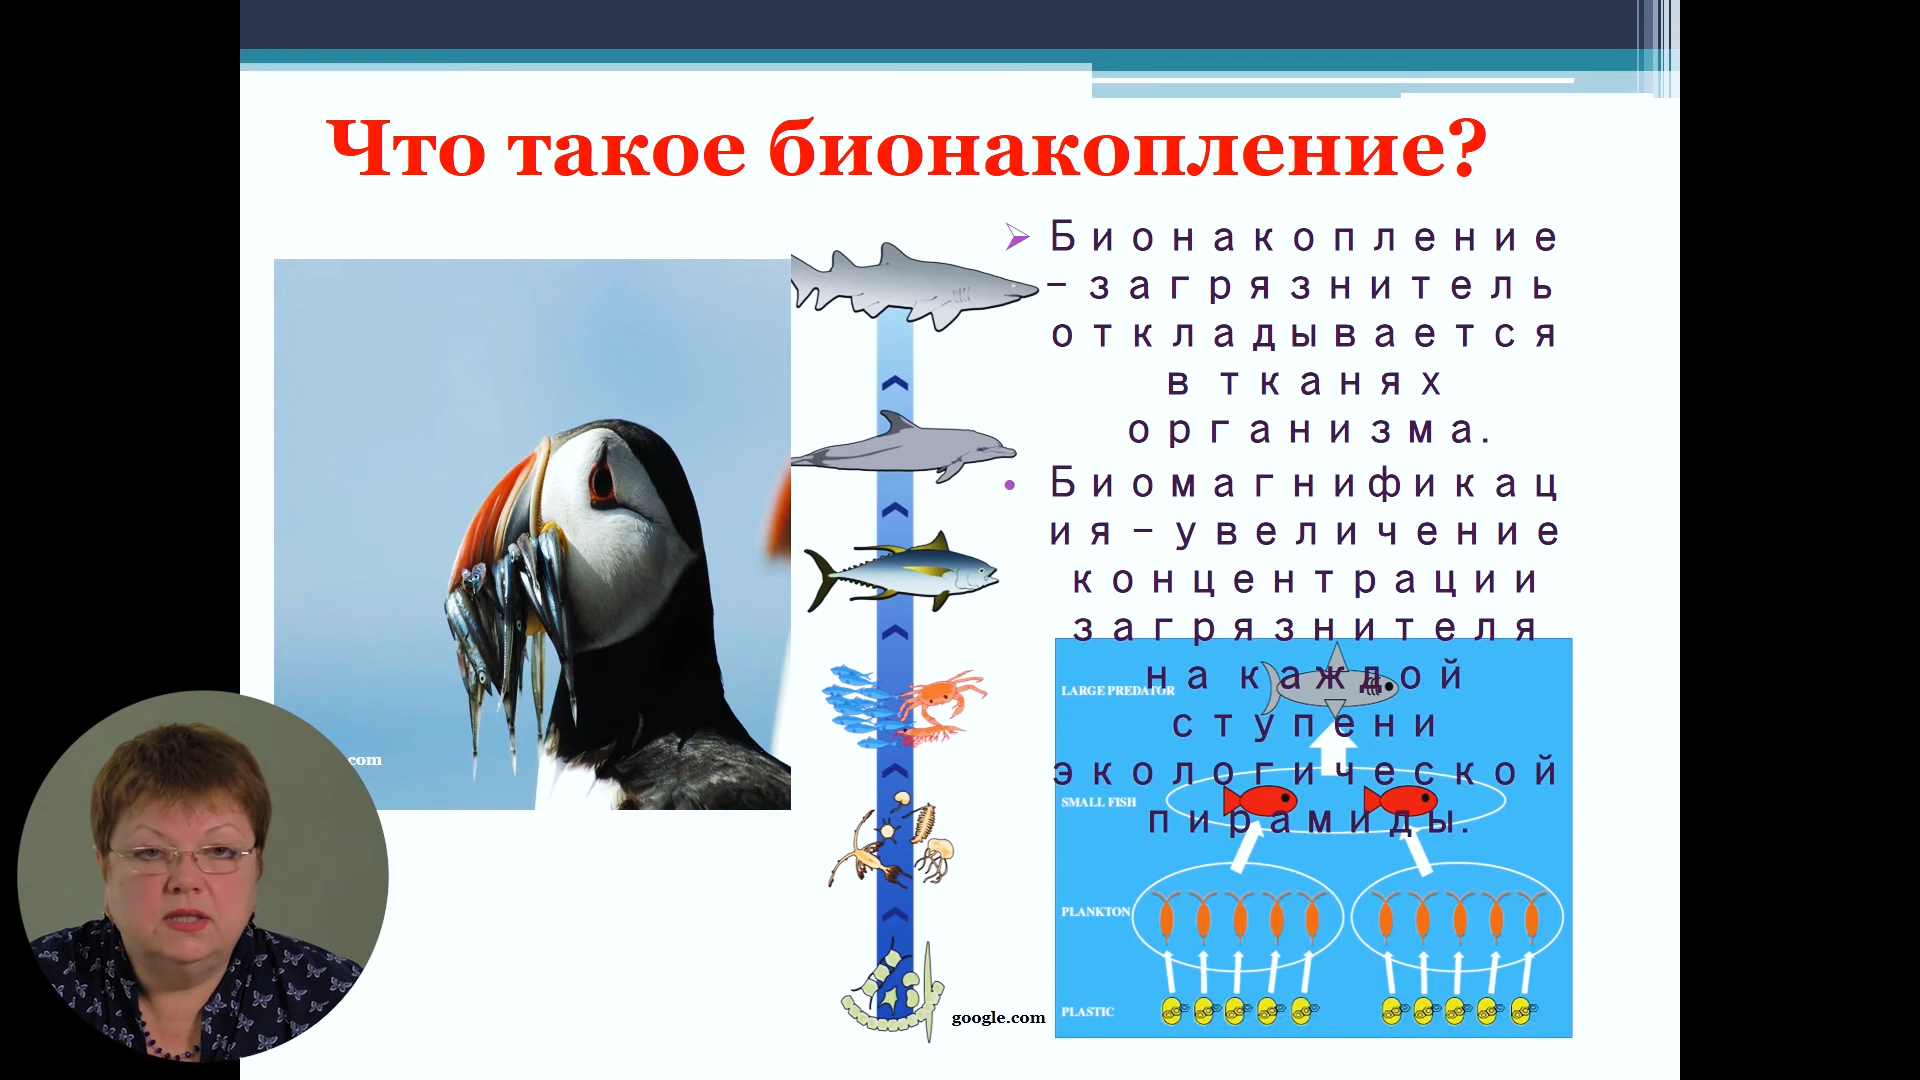 Что такое бионакопление?
Бионакопление
– загрязнитель
откладывается
в тканях
организма.
Биомагнификац
ия – увеличение
концентрации
загрязнителя
на каждой
ступени
экологической
пирамиды.
LARGE PREDATOR
SMALL FISH
PLANKTON
PLASTIC
.com
google.com